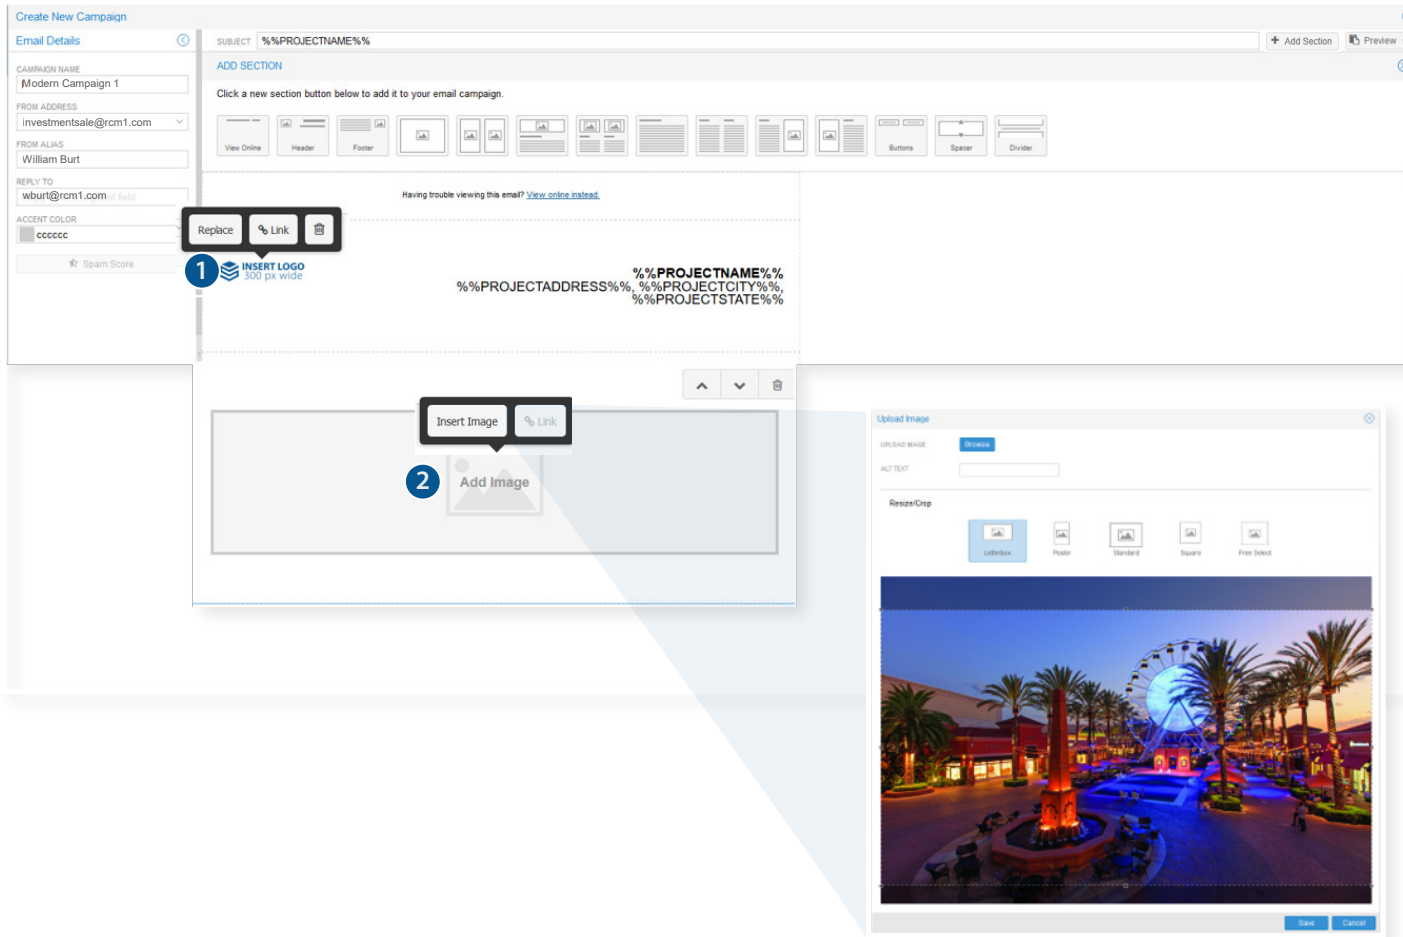 Create New Campaign
Email Details
SUBJECT %%PROJECTNAME%%
Add Section
Preview
ADD SECTION
CAMPAIGN NAME
Modern Campaign 1
FROM ADDRESS
investmentsale@rcm1.com
FROM ALIAS
William Burt
REPLY TO
wburt@rcm1.com field
ACCENT COLOR
cccccc
Spam Score
Click a new section button below to add it to your email campaign.
View Online
Header
Footer
Buttons
Spacer
Divider
Having trouble viewing this email? View online instead.
Replace
Link
1
INSERT LOGO
300 px wide
%%PROJECTNAME%%
%%PROJECTADDRESS%%, %%PROJECTCITY%%,
%%PROJECTSTATE%%
Insert Image
Link
2
Add Image
Upload Image
UPLOAD IMAGE
Browse
ALT TEXT
Resize/Crop
Letterbox
Poster
Standard
Square
Free Select
Save
Cancel